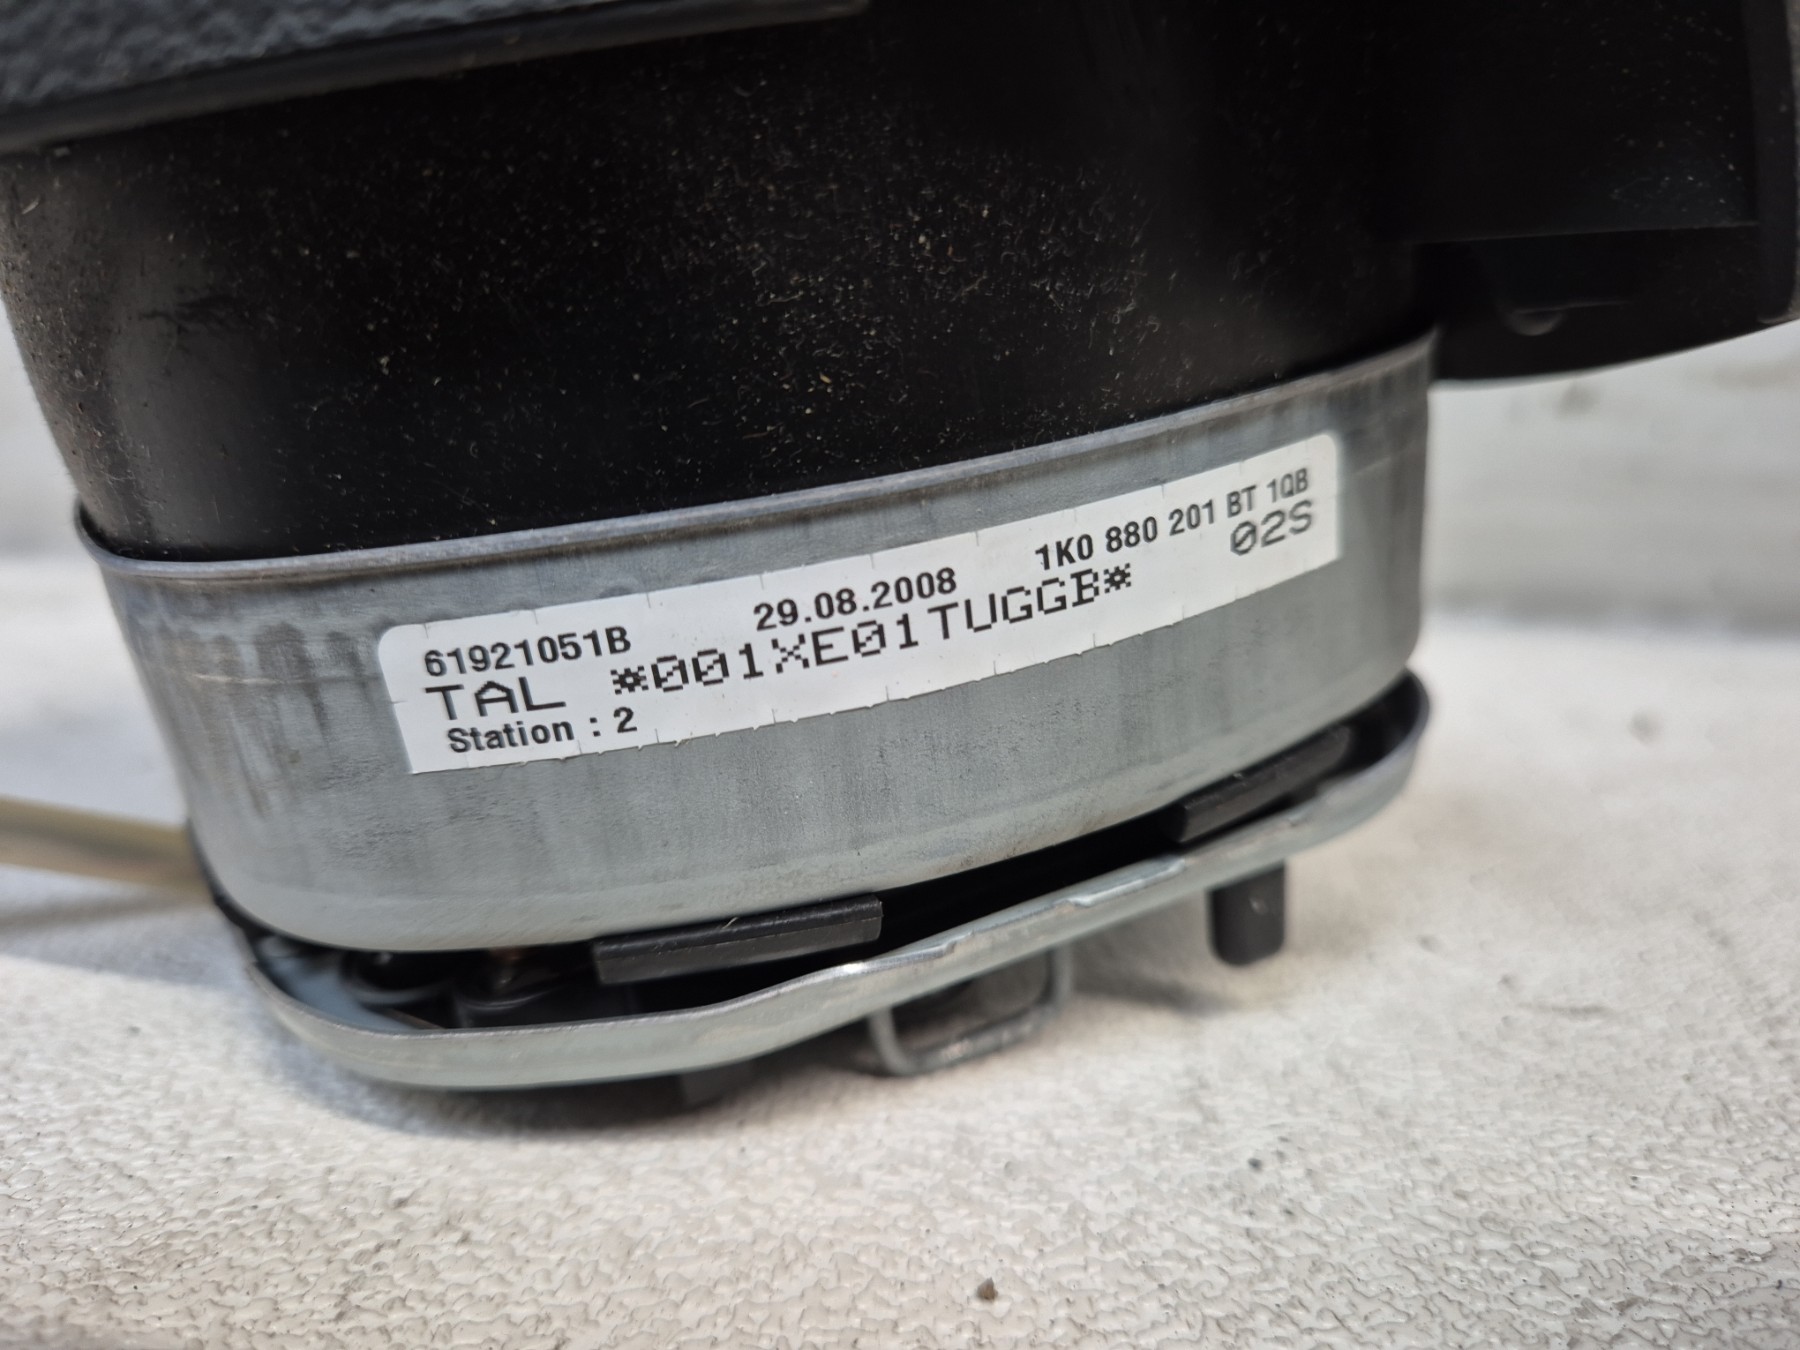 61921051B 29.08.2008 1K0 880 201 BT 1QB
TAL *001XE01TUGGB* 02S
Station : 2